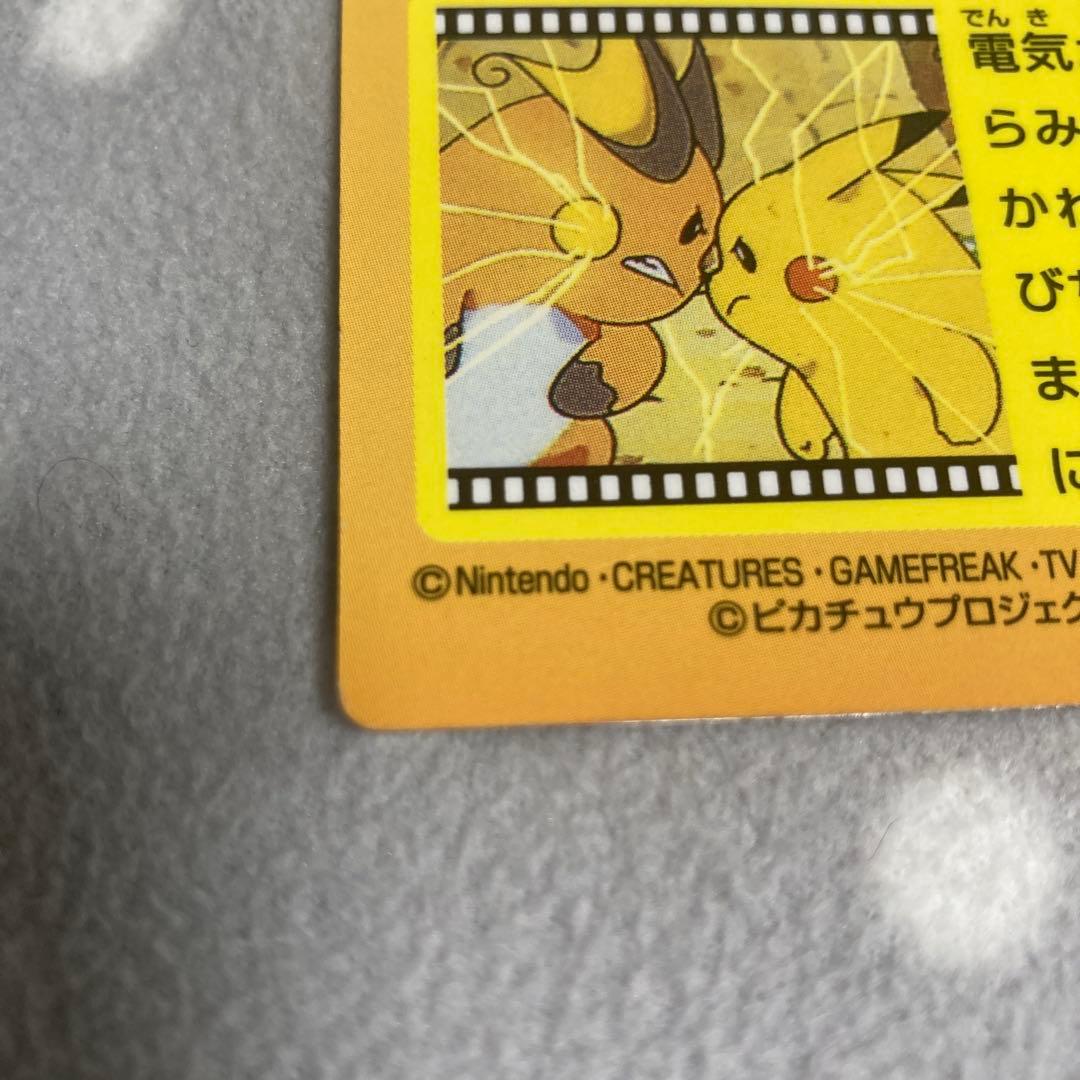 でんき
電気
らみ
かわ
び
ま
に
©Nintendo・CREATURES・GAMEFREAK・TV
©ピカチュウプロジェク